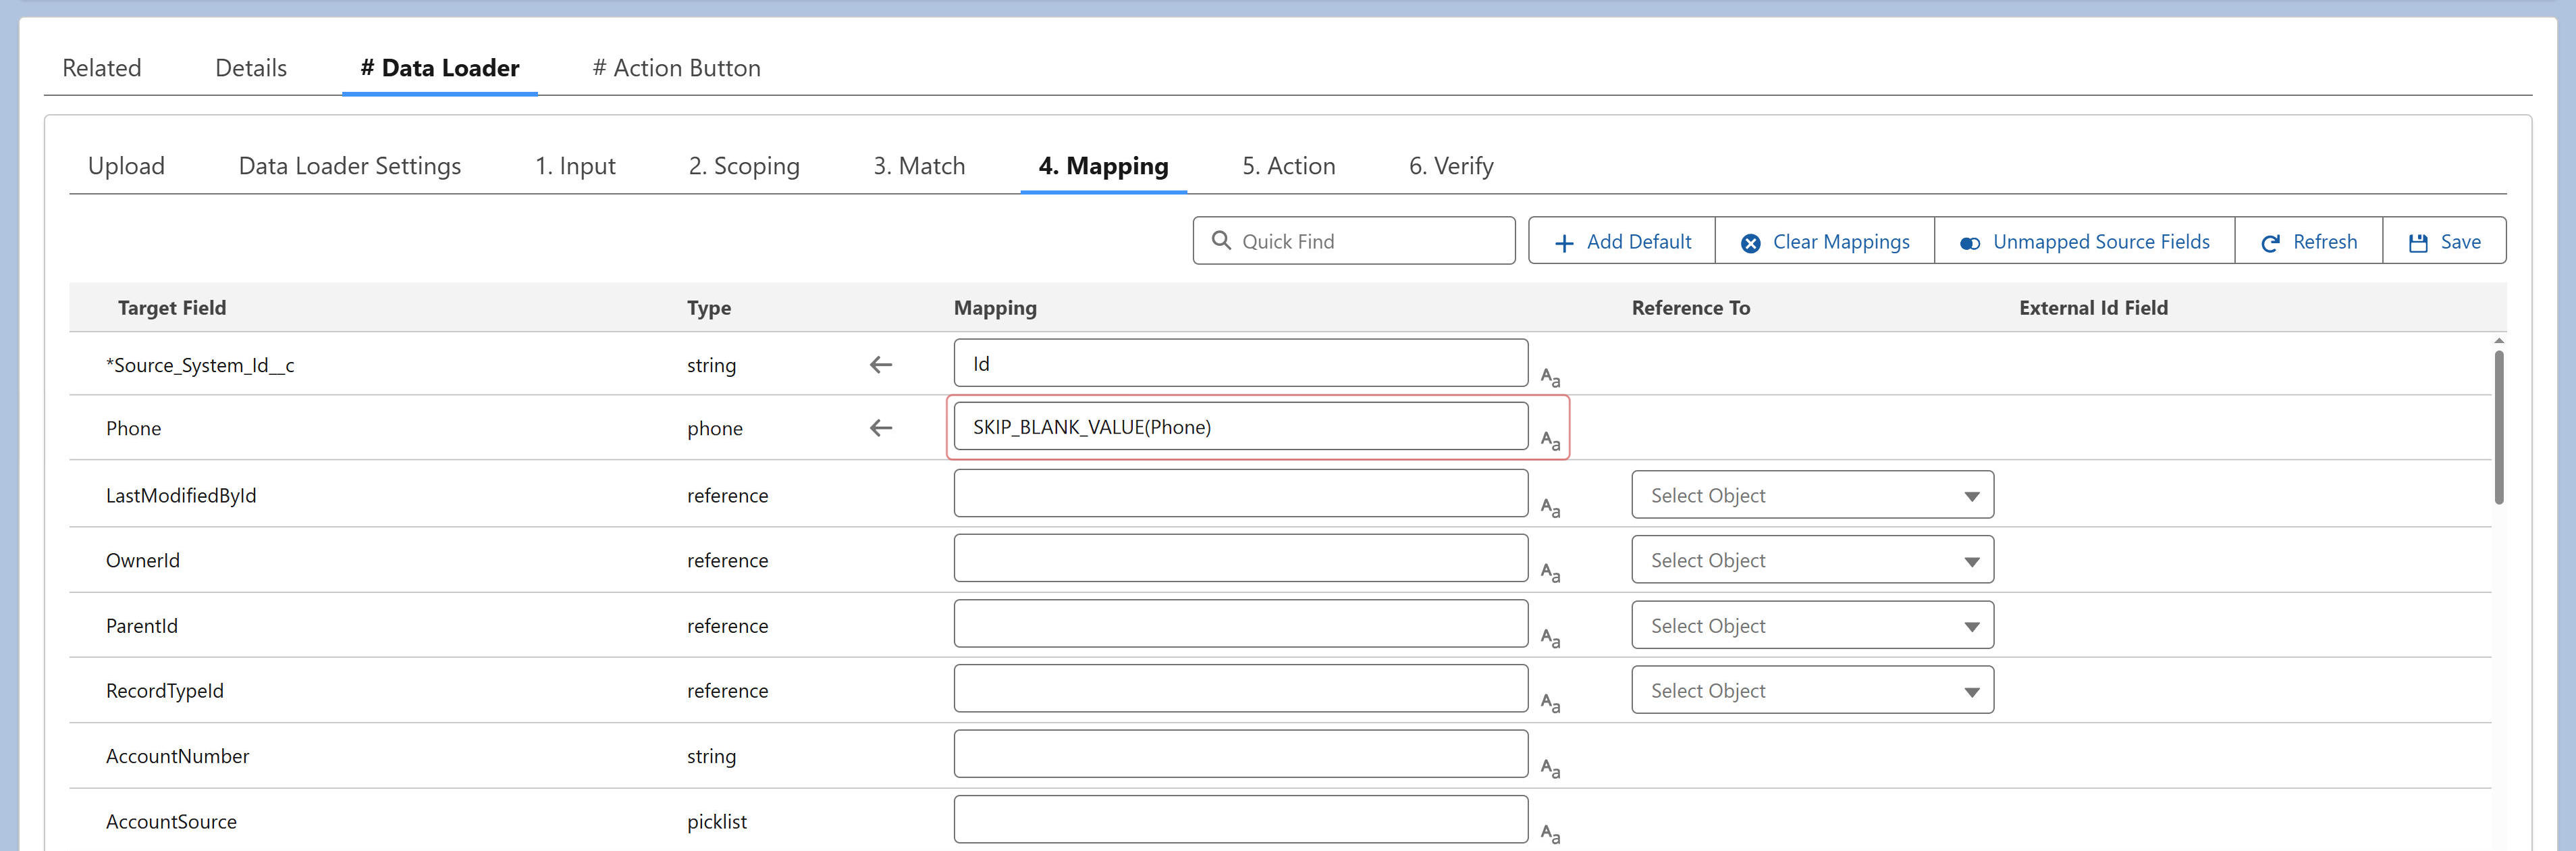 Related Details # Data Loader # Action Button
Upload Data Loader Settings 1. Input 2. Scoping 3. Match 4. Mapping 5. Action 6. Verify
Quick Find Add Default Clear Mappings Unmapped Source Fields Refresh Save
Target Field Type Mapping Reference To External Id Field
*Source_System_Id__c string Id Aa
Phone phone SKIP_BLANK_VALUE(Phone) Aa
LastModifiedById reference Aa Select Object
OwnerId reference Aa Select Object
ParentId reference Aa Select Object
RecordTypeId reference Aa Select Object
AccountNumber string Aa
AccountSource picklist Aa